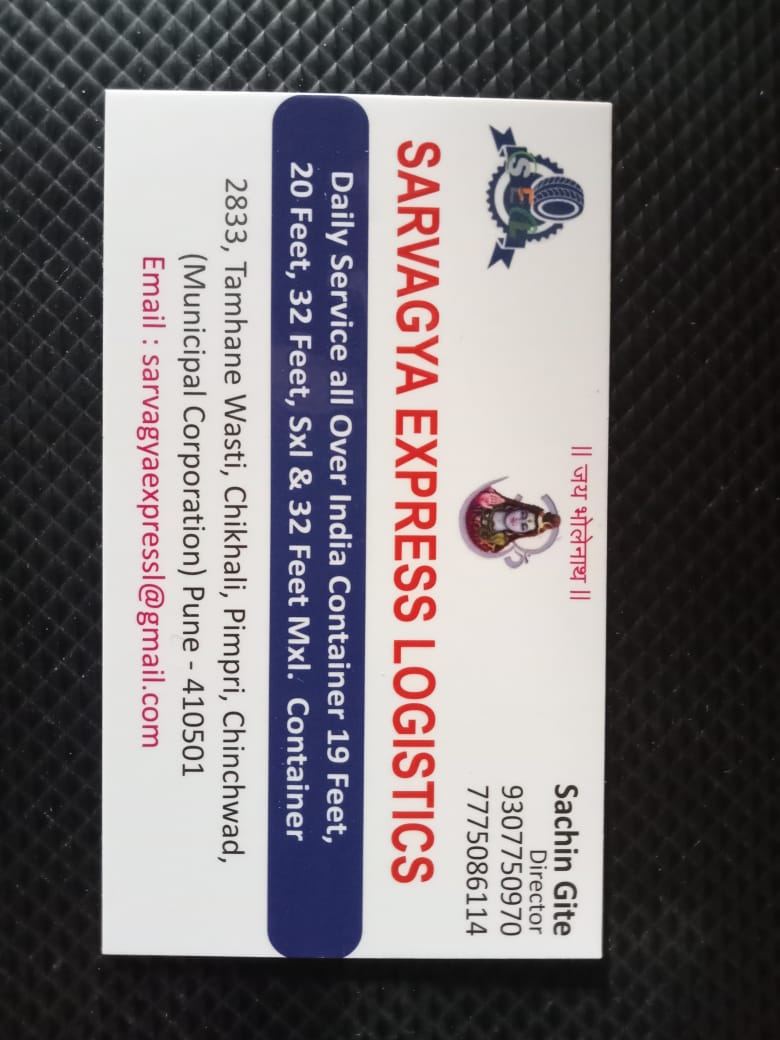 || जय भोलेनाथ ||
SEL
Sachin Gite
Director
9307750970
7775086114
SARVAGYA EXPRESS LOGISTICS
Daily Service all Over India Container 19 Feet,
20 Feet, 32 Feet, Sxl & 32 Feet Mxl. Container
2833, Tamhane Wasti, Chikhali, Pimpri, Chinchwad,
(Municipal Corporation) Pune - 410501
Email : sarvagyaexpressl@gmail.com